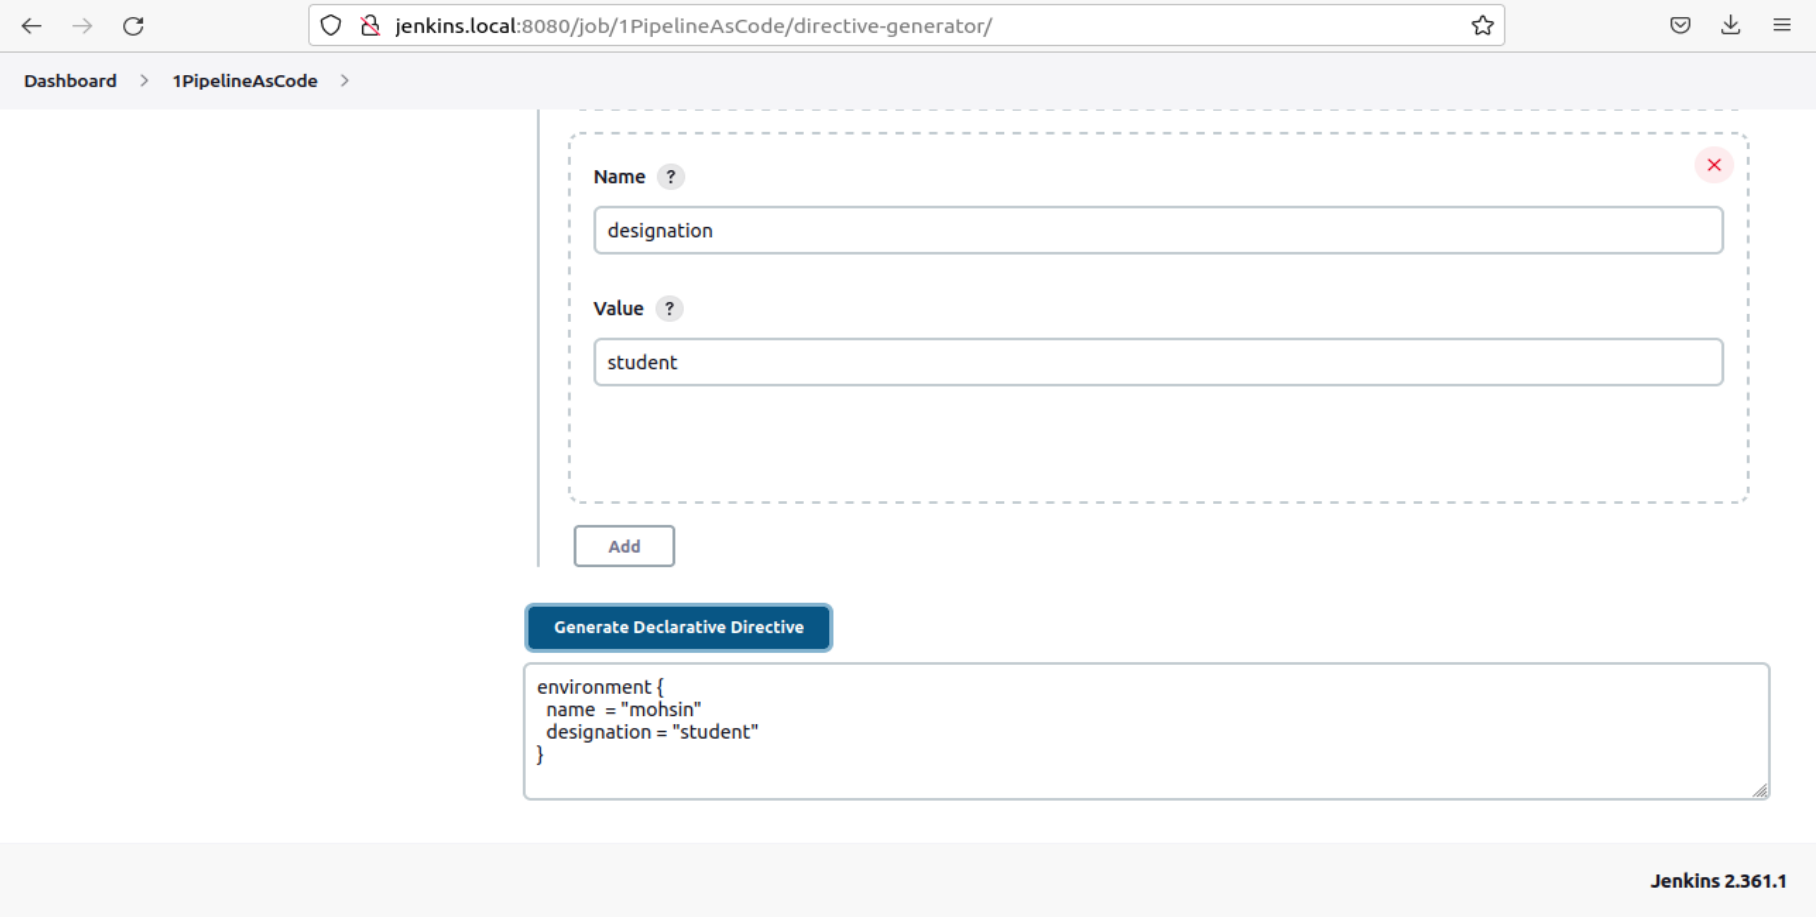 jenkins.local:8080/job/1PipelineAsCode/directive-generator/
Dashboard > 1PipelineAsCode >
Name ?
designation
Value ?
student
Add
Generate Declarative Directive
environment {
  name  = "mohsin"
  designation = "student"
}
Jenkins 2.361.1